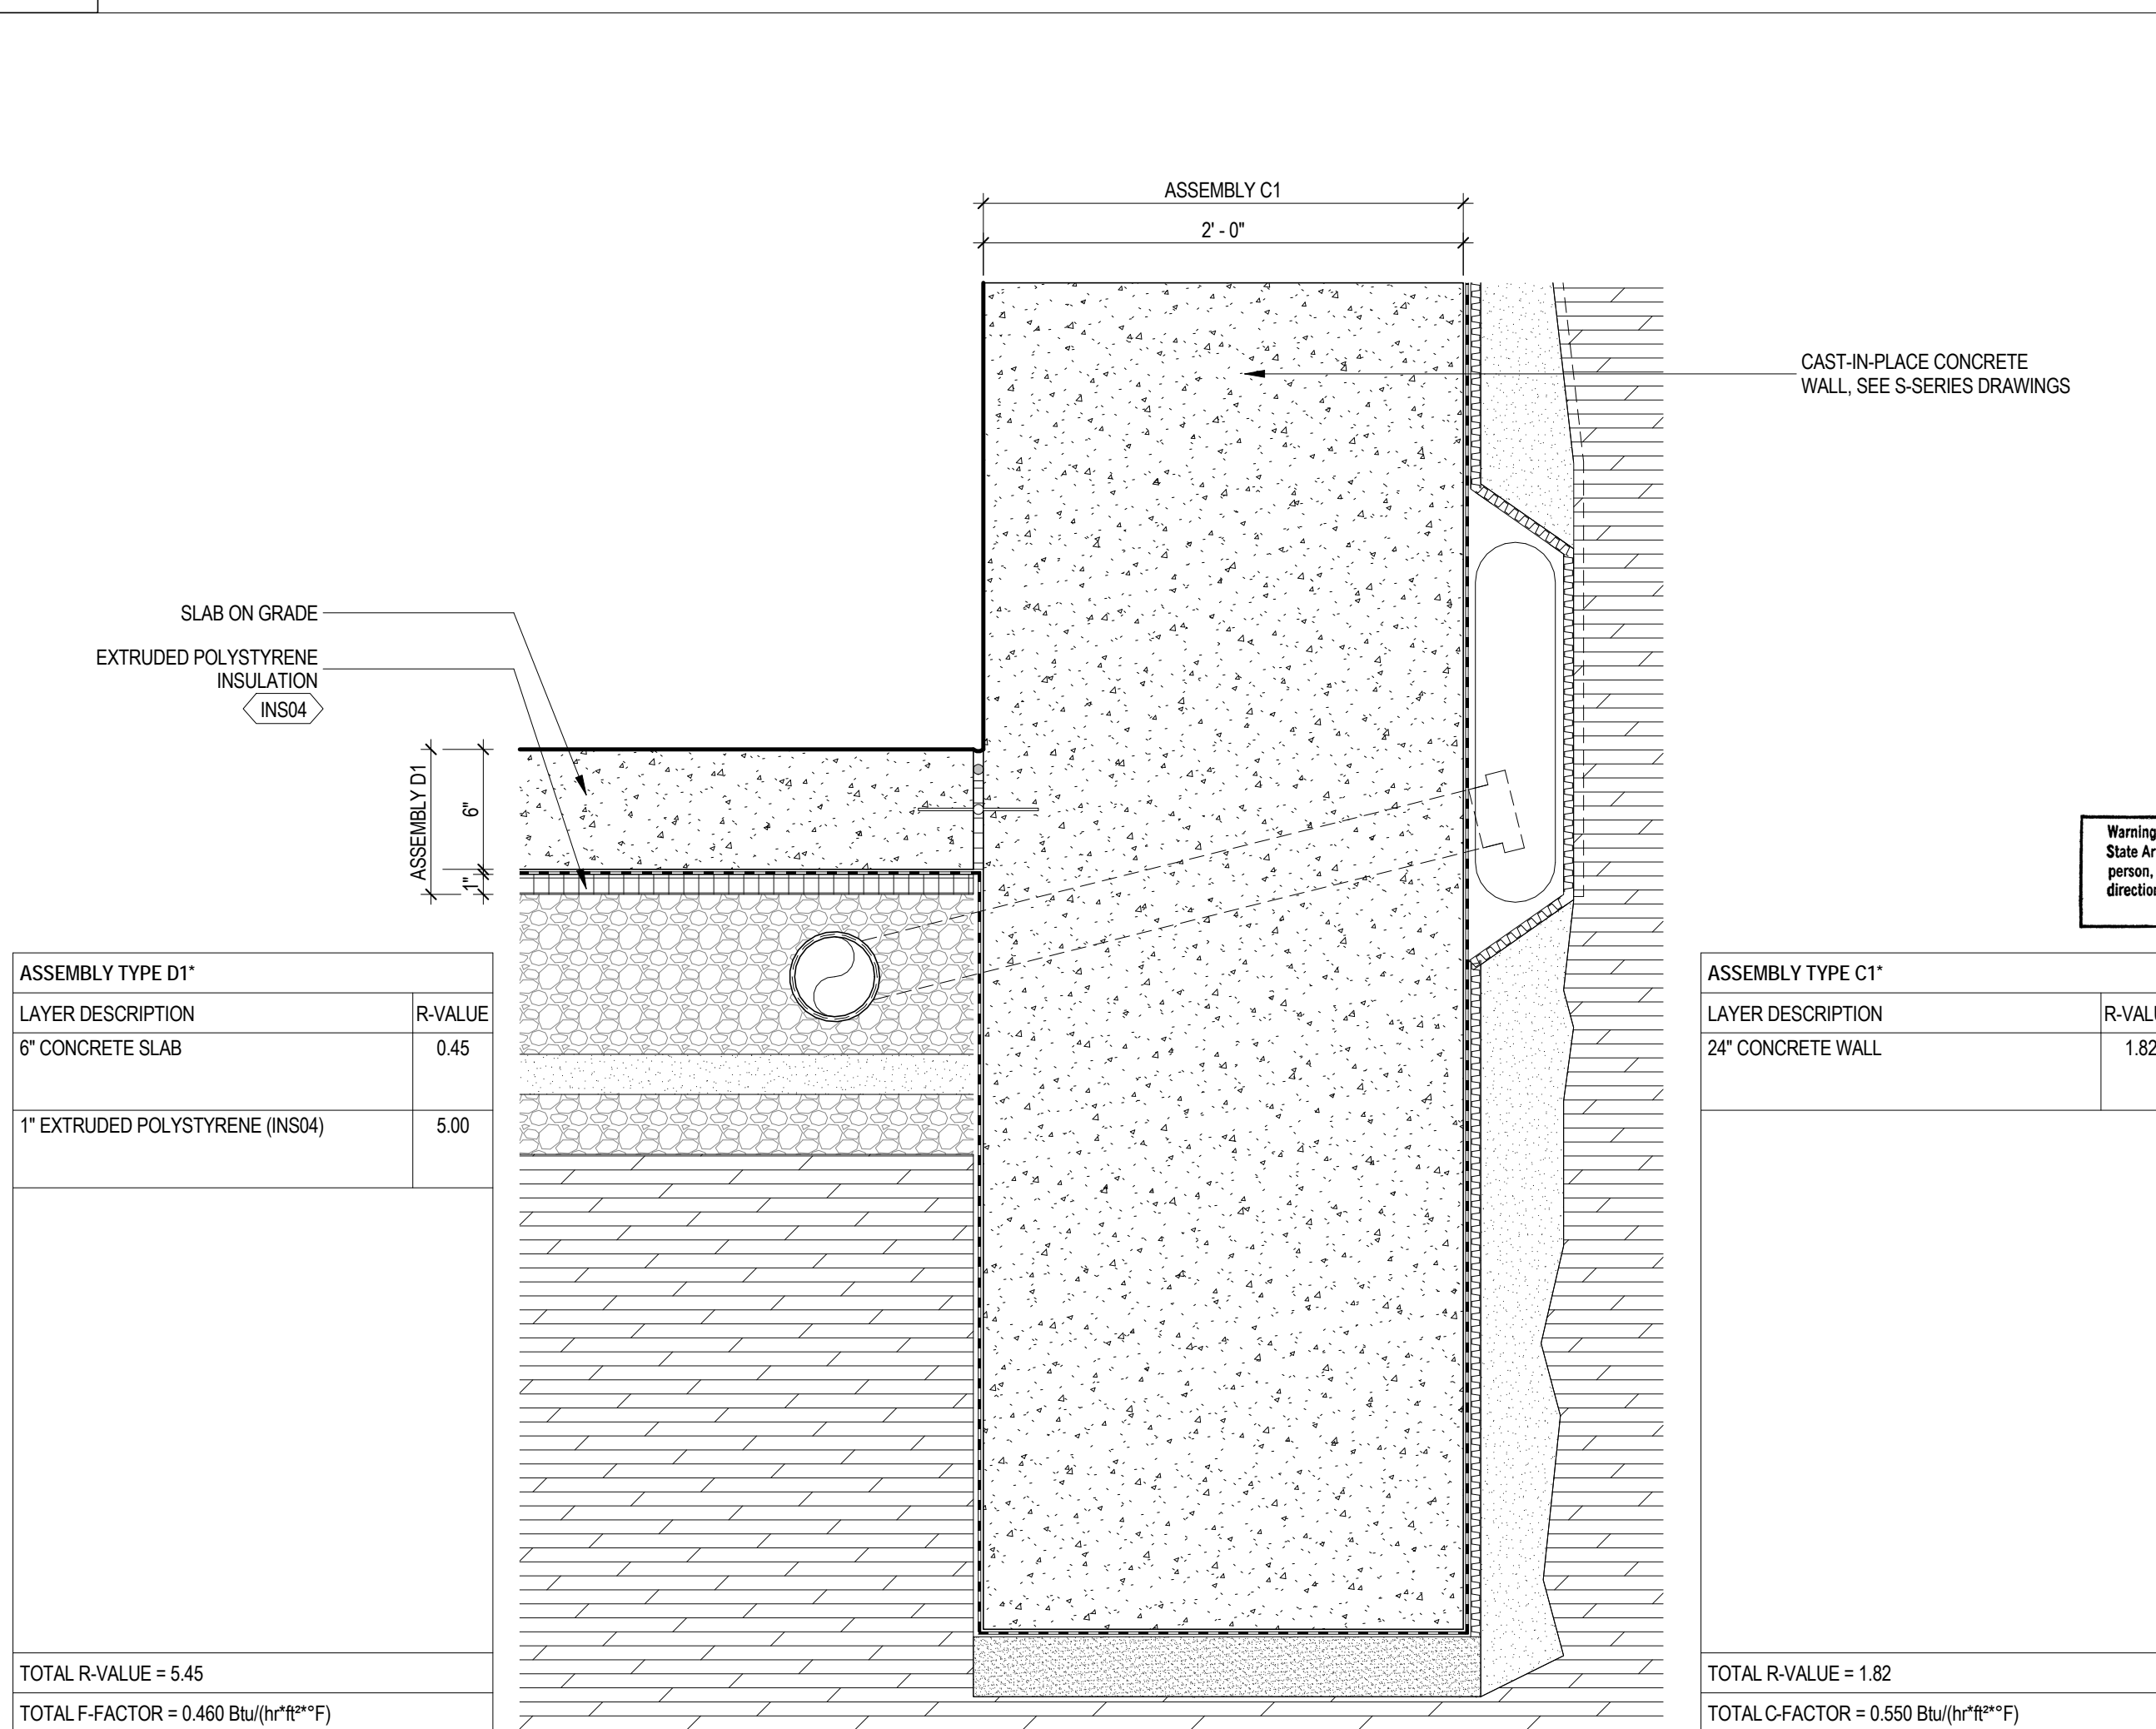 ASSEMBLY C1
2' - 0"
CAST-IN-PLACE CONCRETE
WALL, SEE S-SERIES DRAWINGS
SLAB ON GRADE
EXTRUDED POLYSTYRENE
INSULATION
INS04
ASSEMBLY D1
6"
1"
Warning
State
person,
ASSEMBLY TYPE D1*
LAYER DESCRIPTION R-VALUE
6" CONCRETE SLAB 0.45
1" EXTRUDED POLYSTYRENE (INS04) 5.00
TOTAL R-VALUE = 5.45
TOTAL F-FACTOR = 0.460 Btu/(hr*ft²*°F)
ASSEMBLY TYPE C1*
LAYER DESCRIPTION
24" CONCRETE WALL 1.82
TOTAL R-VALUE = 1.82
TOTAL C-FACTOR = 0.550 Btu/(hr*ft²*°F)